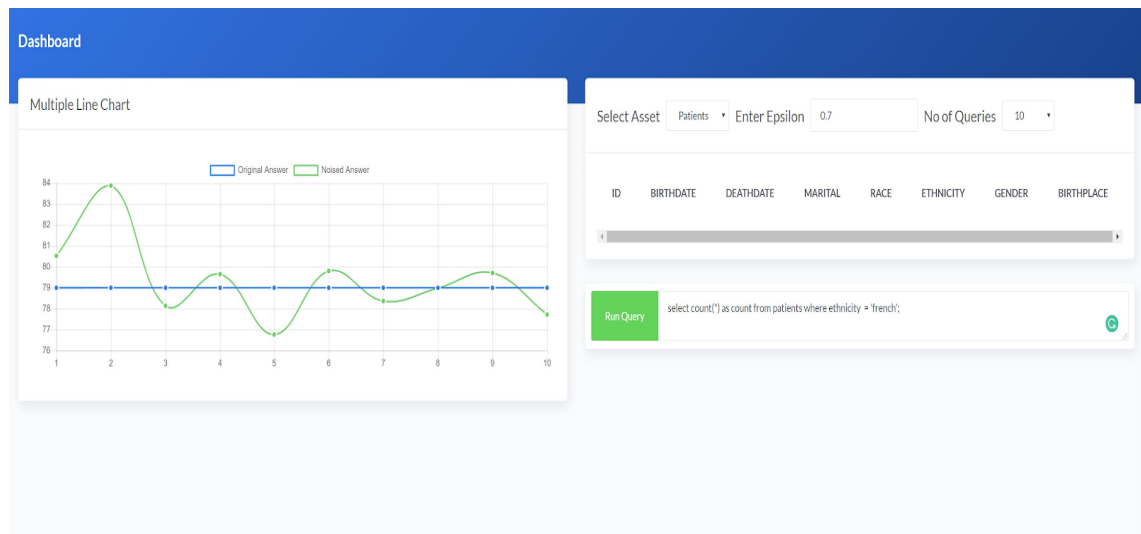 Dashboard
Multiple Line Chart
Original Answer Noised Answer
84
83
82
81
80
79
78
77
76
1 2 3 4 5 6 7 8 9 10
Select Asset Patients Enter Epsilon 0.7 No of Queries 10
ID BIRTHDATE DEATHDATE MARITAL RACE ETHNICITY GENDER BIRTHPLACE
Run Query
select count(*) as count from patients where ethnicity = 'french';